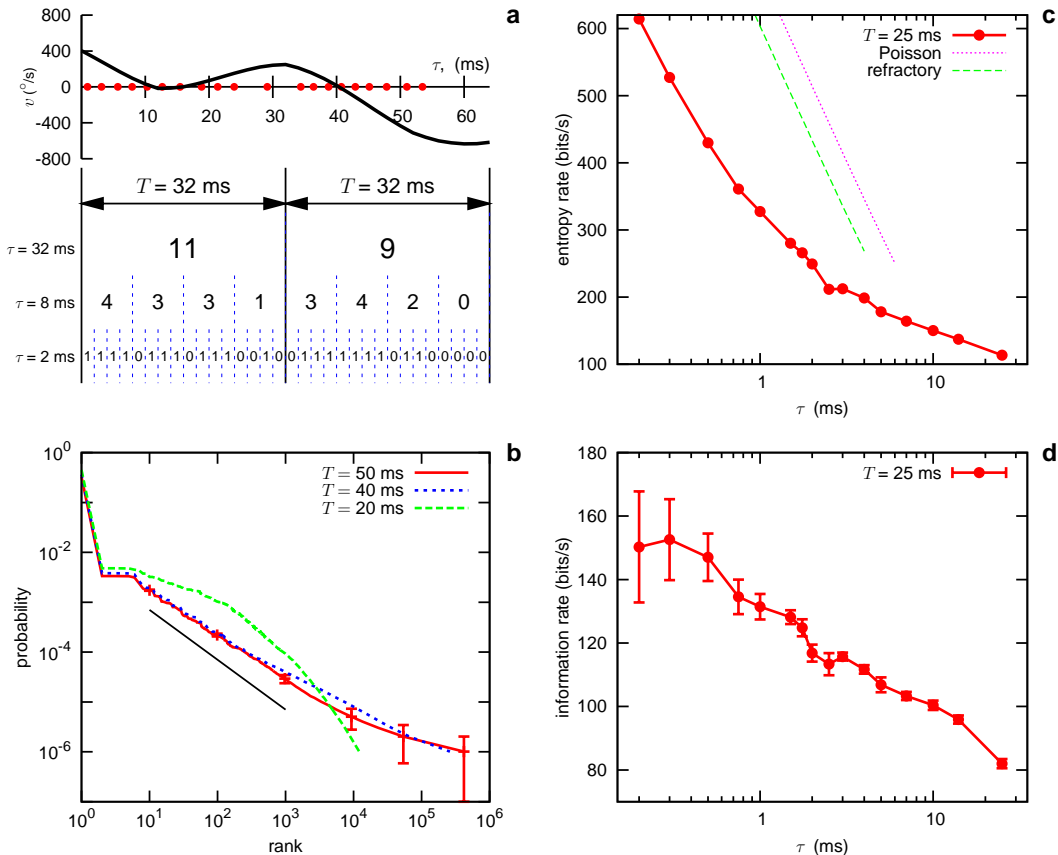 a
400
0
-400
-800
v (°/s)
τ, (ms)
10 20 30 40 50 60
T = 32 ms T = 32 ms
τ = 32 ms 11 9
τ = 8 ms 4 3 3 1 3 4 2 0
τ = 2 ms 1 1 1 1 0 1 1 1 0 1 1 1 0 0 1 0 0 1 1 1 1 1 1 1 0 1 1 0 0 0 0 0
b
10^0
10^-2
10^-4
10^-6
probability
T = 50 ms
T = 40 ms
T = 20 ms
10^0 10^1 10^2 10^3 10^4 10^5 10^6
rank
c
600
500
400
300
200
100
entropy rate (bits/s)
T = 25 ms
Poisson
refractory
1 10
τ (ms)
d
180
160
140
120
100
80
information rate (bits/s)
T = 25 ms
1 10
τ (ms)